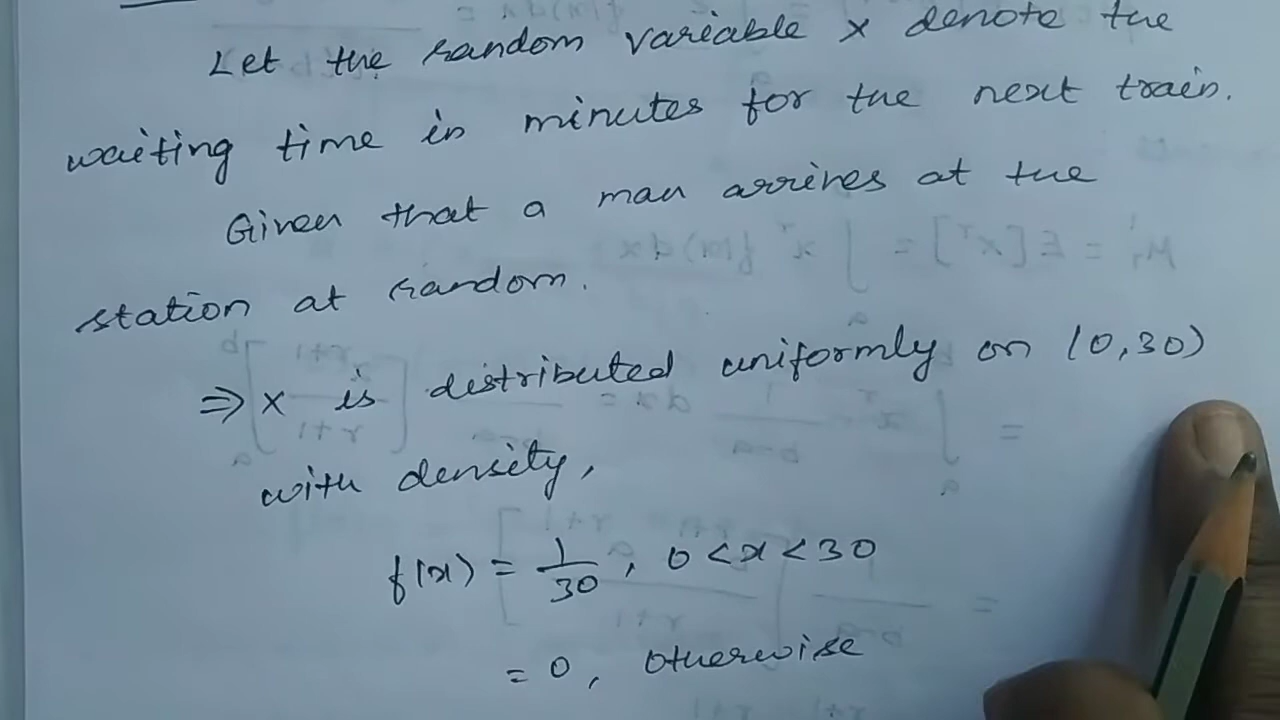 Let the random variable x denote the
waiting time in minutes for the next train.
Given that a man arrives at the
station at random.
⇒ x is distributed uniformly on (0,30)
with density,
f(x) = 1/30, 0 < x < 30
= 0, otherwise